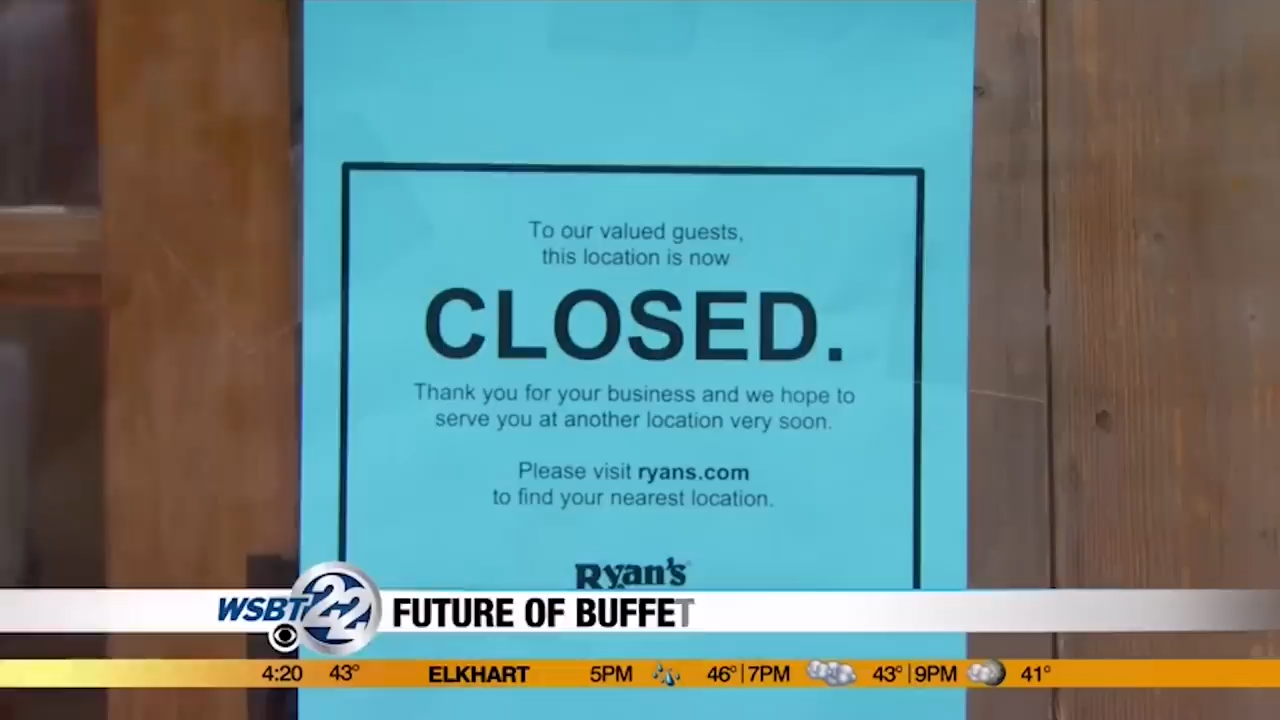 To our valued guests,
this location is now
CLOSED.
Thank you for your business and we hope to
serve you at another location very soon.
Please visit ryans.com
to find your nearest location.
Ryan's
WSBT 22 FUTURE OF BUFFET
4:20 43° ELKHART 5PM 46° | 7PM 43° | 9PM 41°